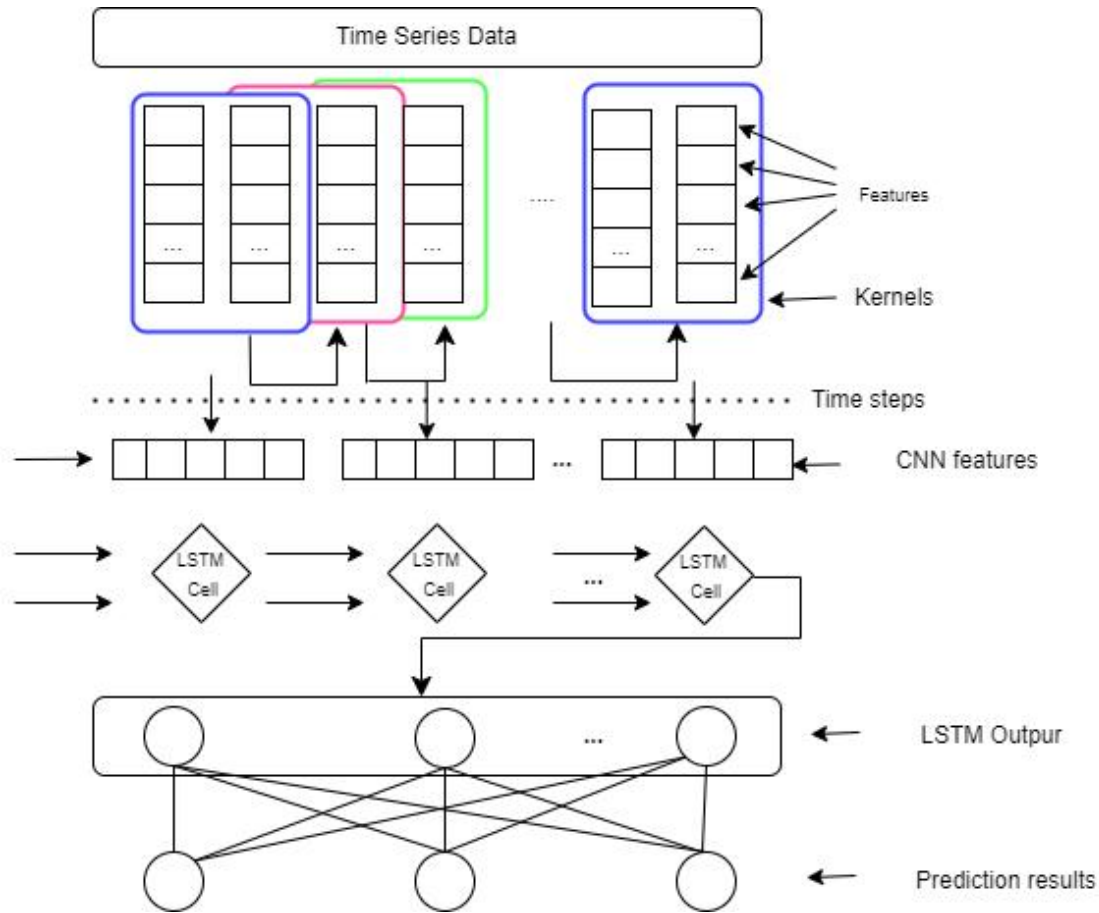 Time Series Data
... ... ... ... .... ... ...
Features
Kernels
Time steps
... CNN features
LSTM
Cell
LSTM
Cell
...
LSTM
Cell
... LSTM Outpur
Prediction results